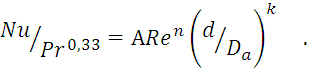 Nu/Pr^{0,33} = ARe^n (d/D_a)^k .